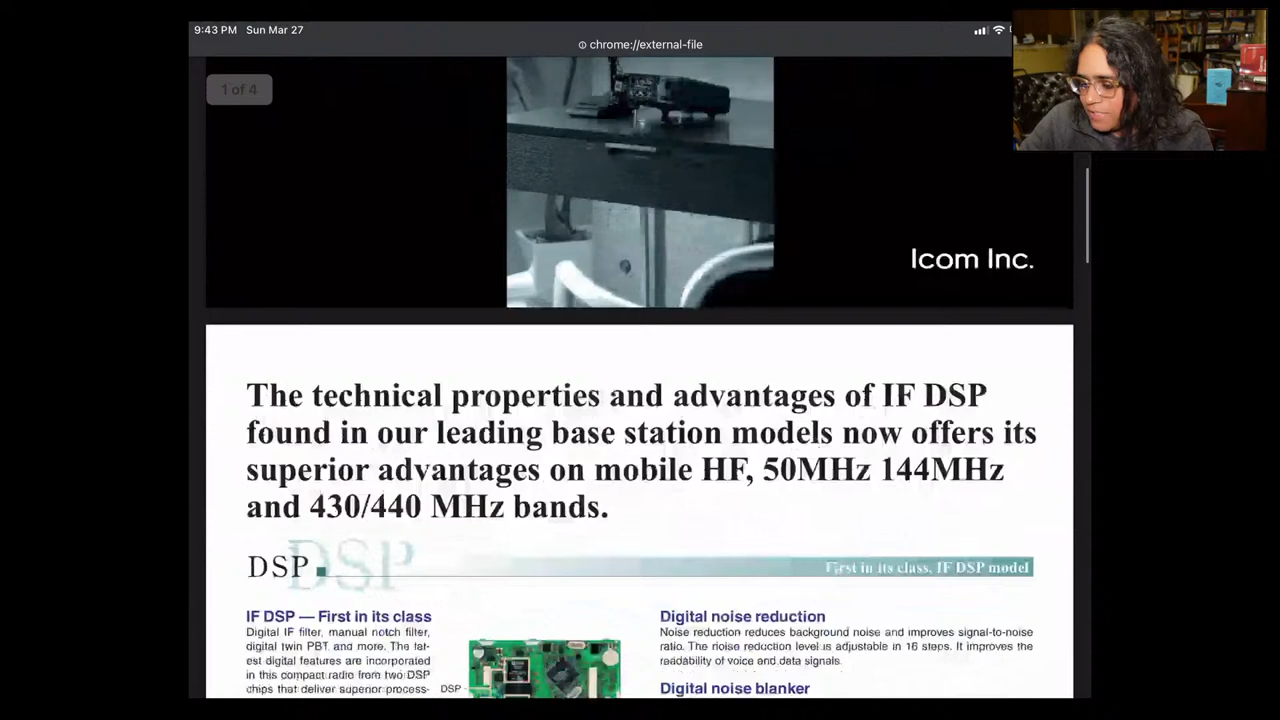 9:43 PM Sun Mar 27
chrome://external-file
1 of 4
Icom Inc.
The technical properties and advantages of IF DSP
found in our leading base station models now offers its
superior advantages on mobile HF, 50MHz 144MHz
and 430/440 MHz bands.
DSP
DSP
First in its class, IF DSP model
IF DSP — First in its class
Digital IF filter, manual notch filter,
digital twin PBT and more. The lat-
est digital features are incorporated
in this compact ratio from two DSP
chips that deliver superior process-
DSP
Digital noise reduction
Noise reduction reduces background noise and improves signal-to-noise
ratio. The noise reduction level is adjustable in 16 steps. It improves the
readability of voice and data signals.
Digital noise blanker